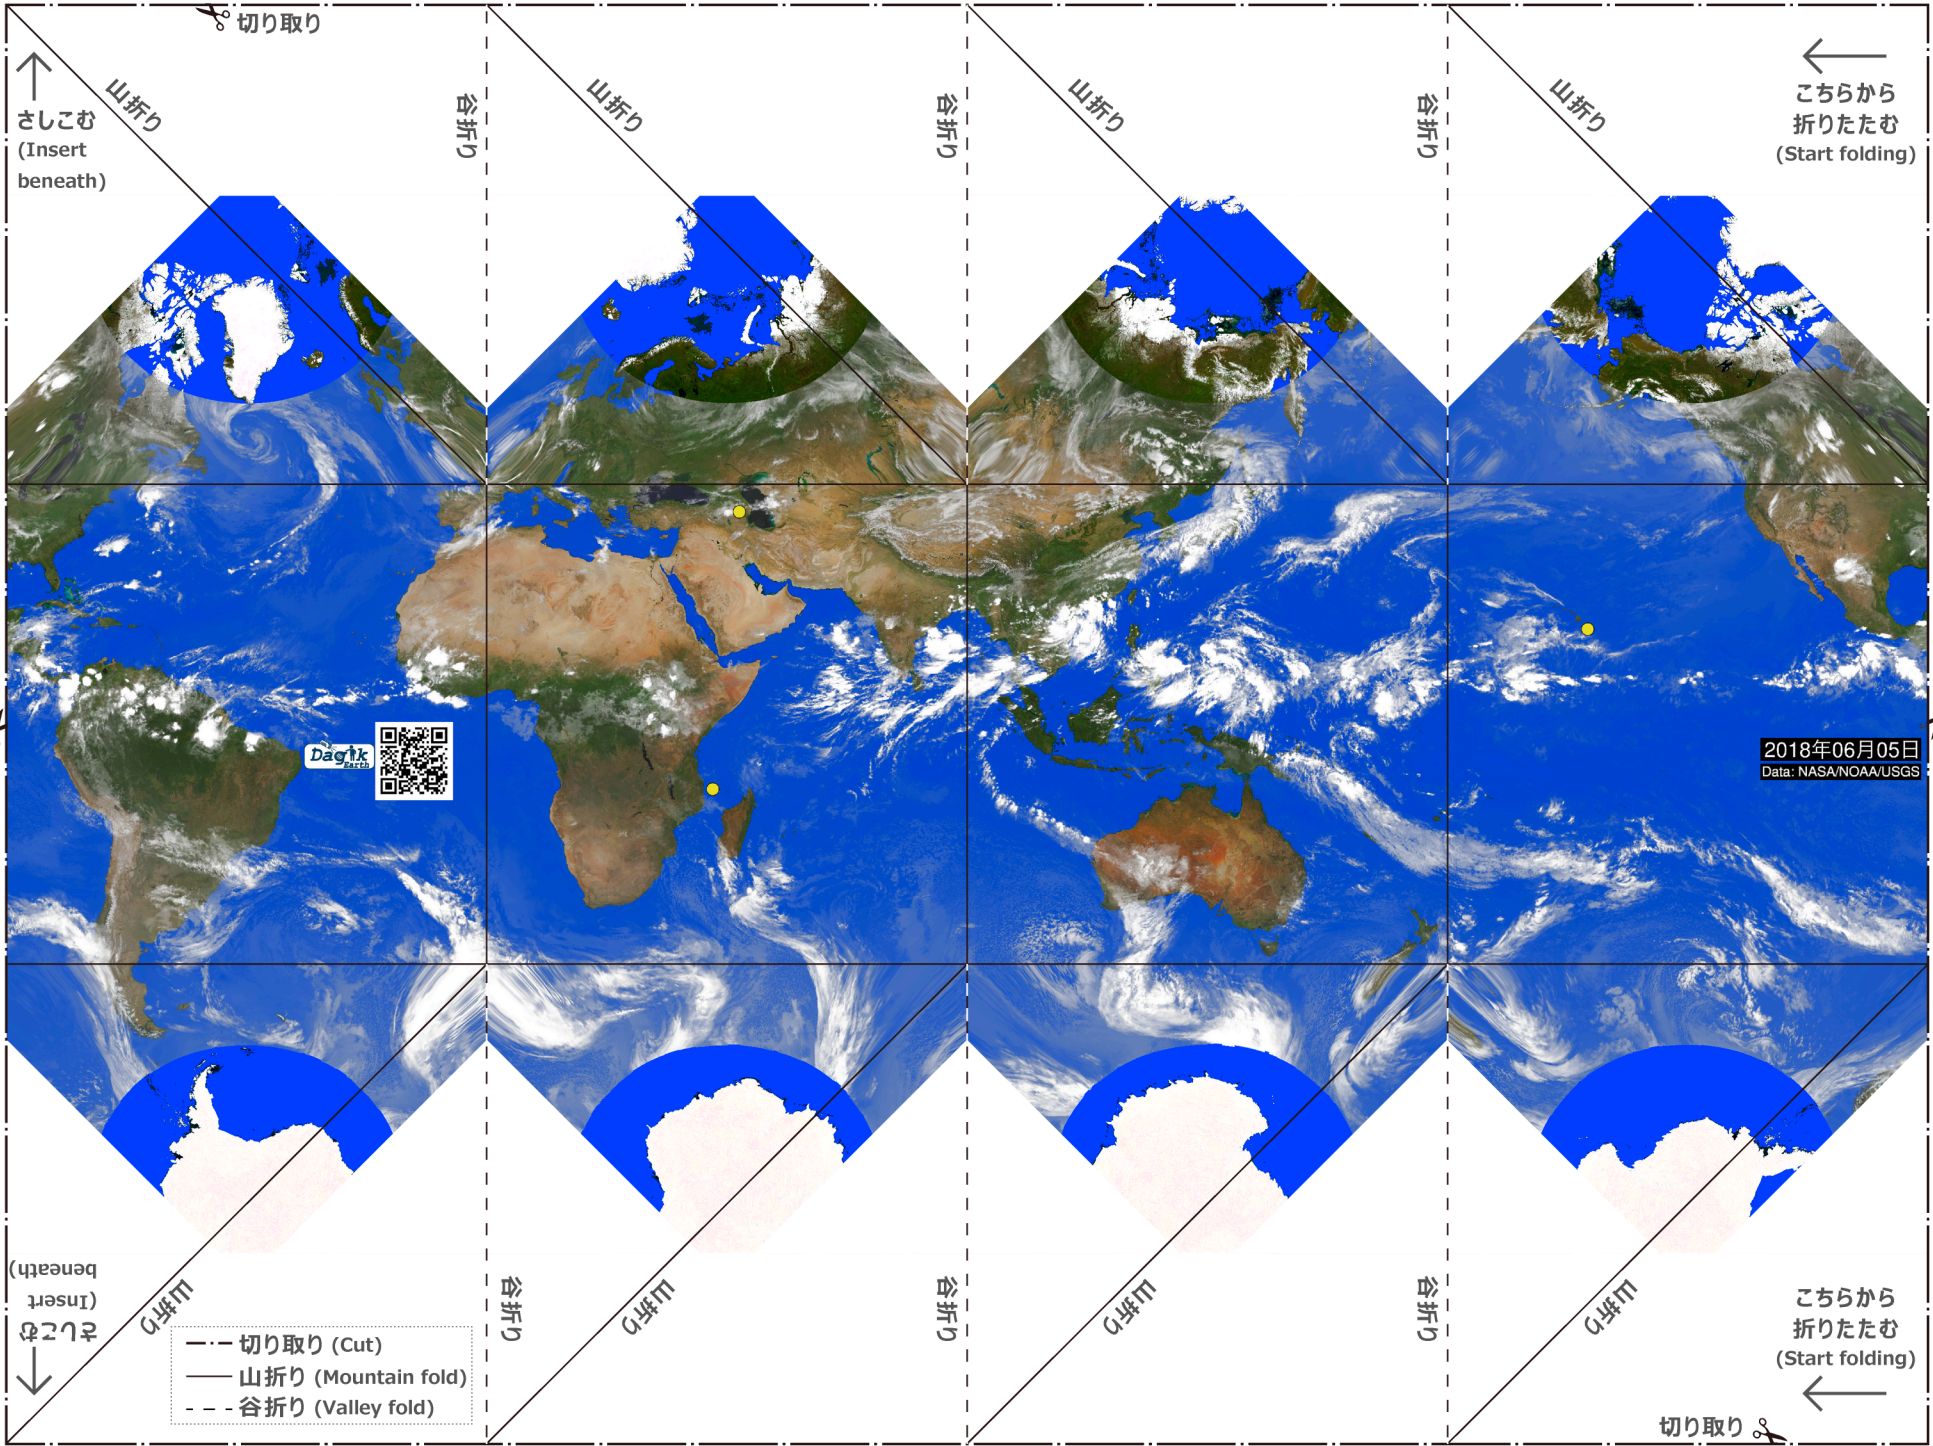 切り取り
山折り
谷折り
山折り
谷折り
山折り
谷折り
山折り
さしこむ
(Insert
beneath)
こちらから
折りたたむ
(Start folding)
Dagik
Earth
2018年06月05日
Data: NASA/NOAA/USGS
さしこむ
(Insert
beneath)
山折り
谷折り
山折り
谷折り
山折り
谷折り
山折り
こちらから
折りたたむ
(Start folding)
切り取り (Cut)
山折り (Mountain fold)
谷折り (Valley fold)
切り取り